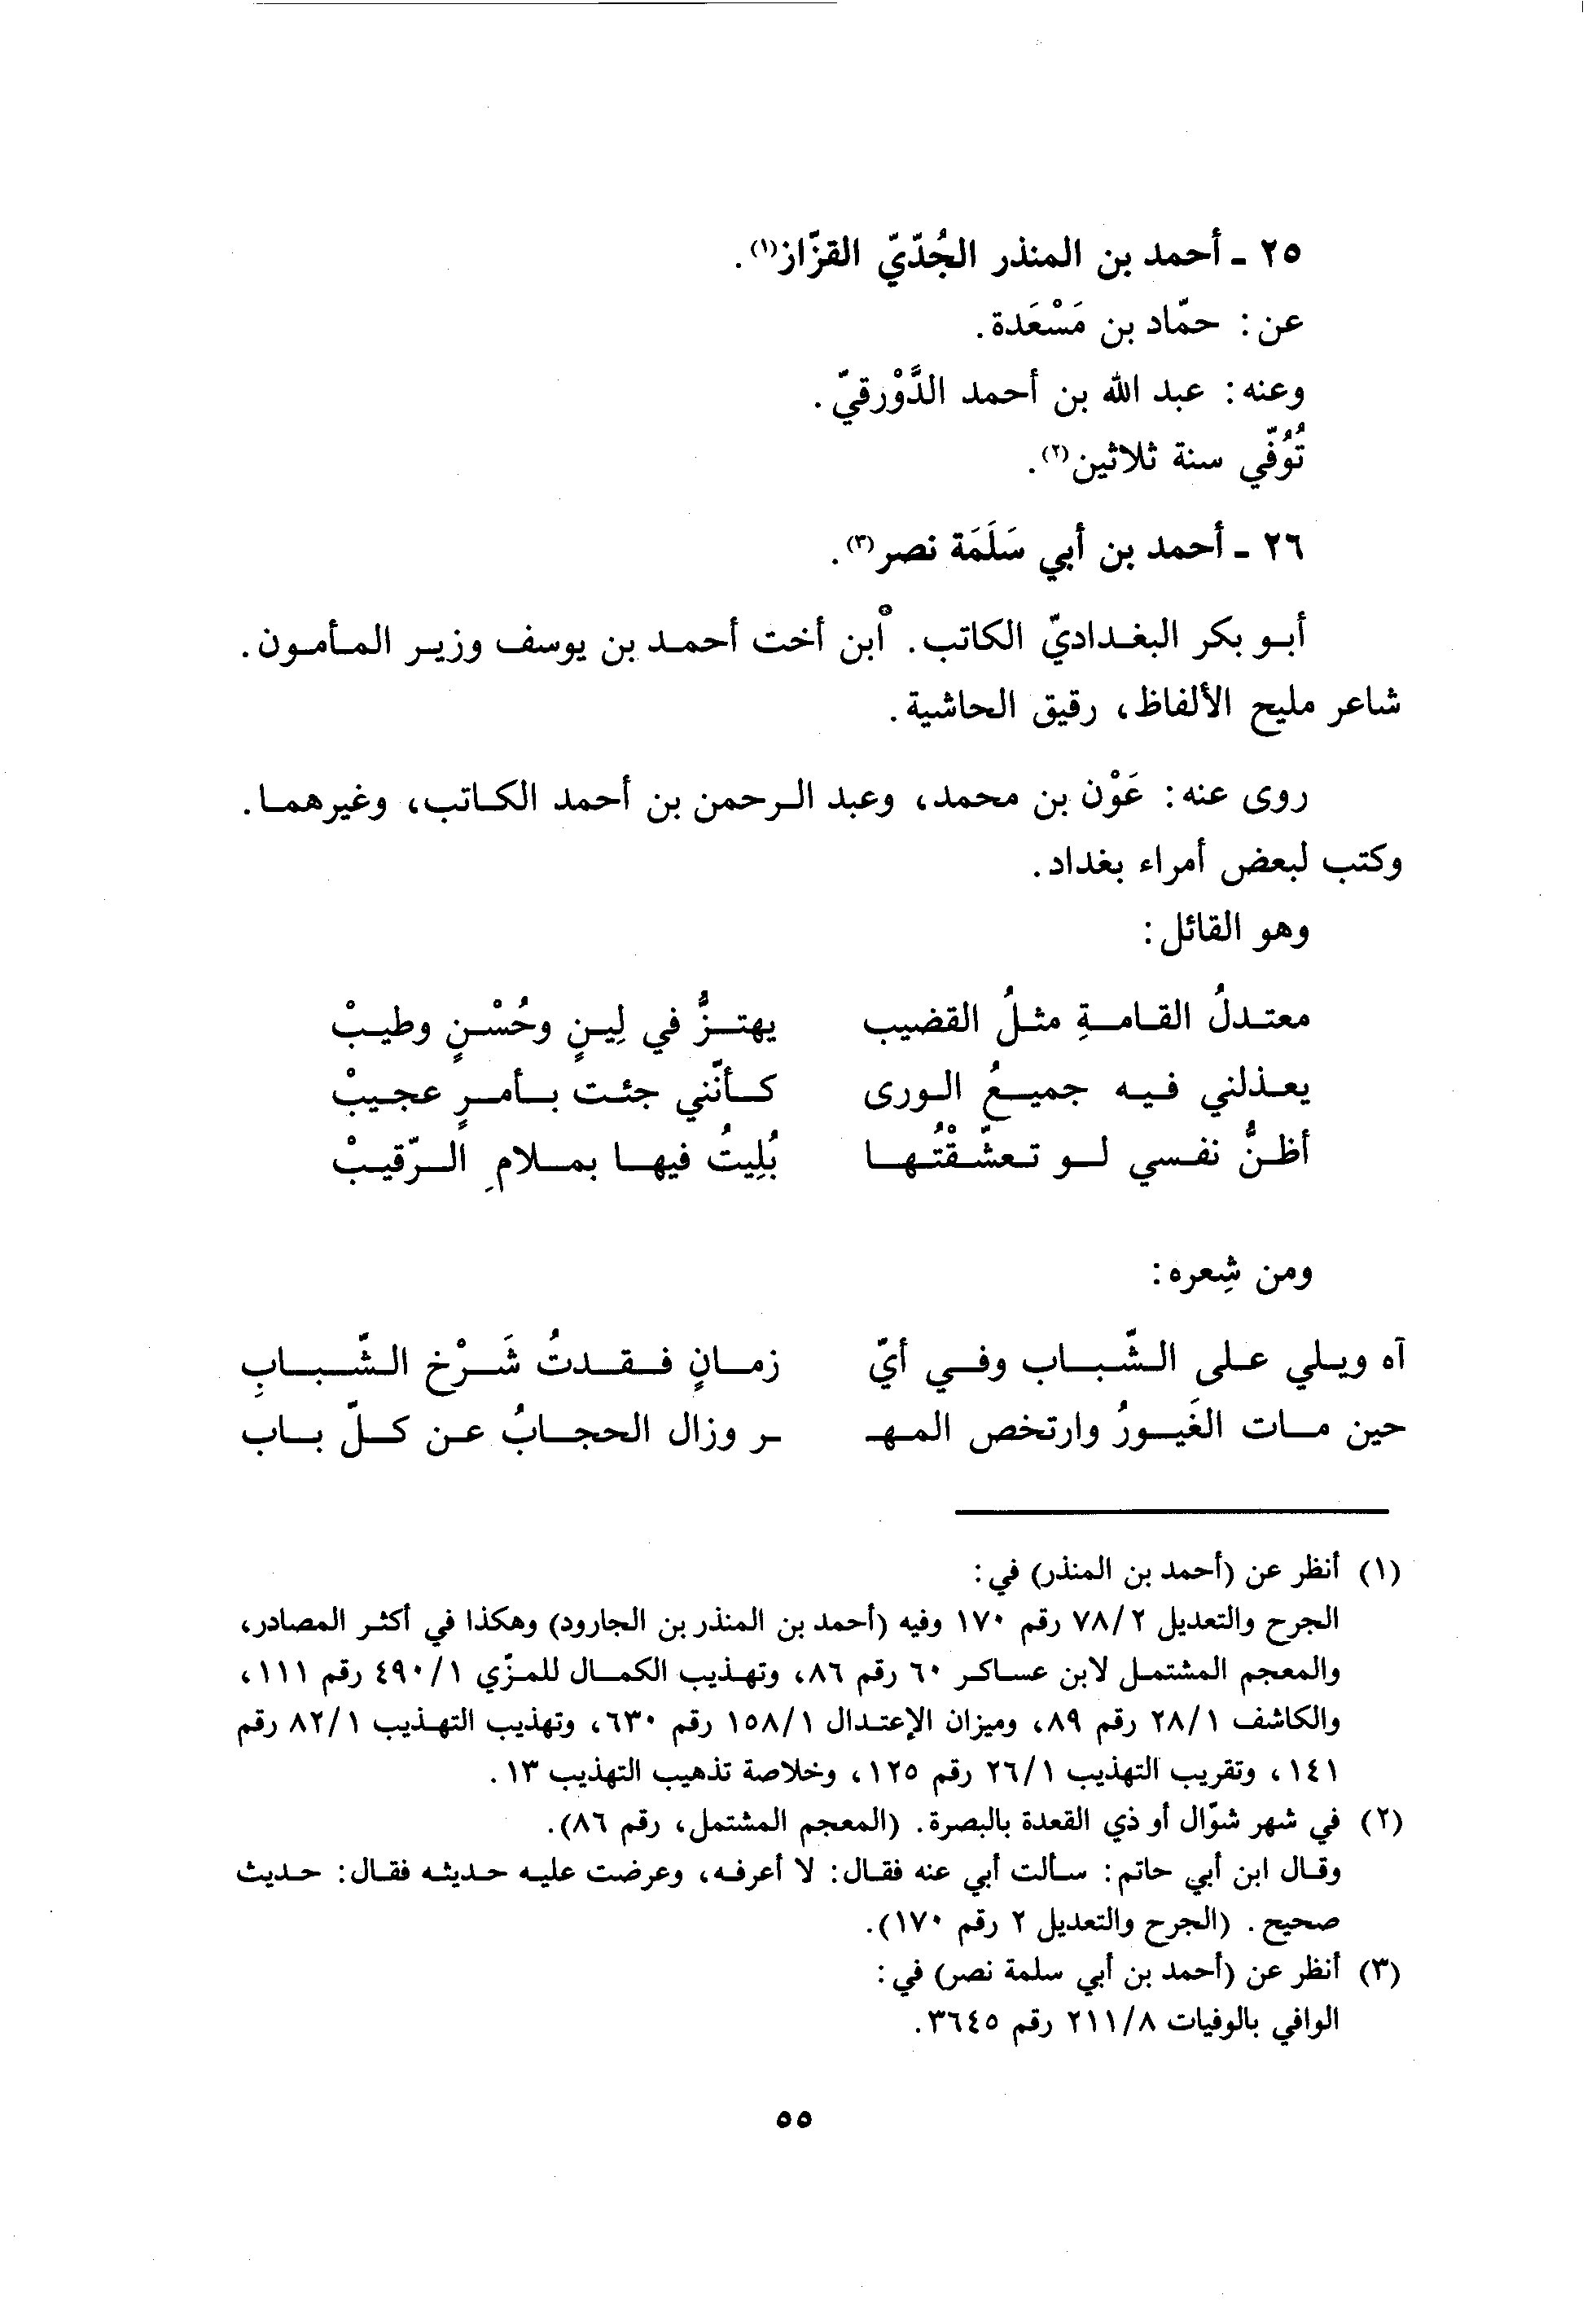 ٢٥ ـ أحمد بن المنذر الجُدّيّ القزّاز(١).
عن: حمّاد بن مَسْعَدة.
وعنه: عبد الله بن أحمد الدَّوْرقيّ.
تُوُفّي سنة ثلاثين(٢).
٢٦ ـ أحمد بن أبي سَلَمَة نصر(٣).
أبو بكر البغداديّ الكاتب. ابن أخت أحمد بن يوسف وزير المأمون.
شاعر مليح الألفاظ، رقيق الحاشية.
روى عنه: عَوْن بن محمد، وعبد الرحمن بن أحمد الكاتب، وغيرهما.
وكتب لبعض أمراء بغداد.
وهو القائل:
معتدلُ القامةِ مثلُ القضيب يهتزُّ في لِينٍ وحُسْنٍ وطيبْ
يعذلني فيه جميعُ الورى كأنّني جئت بأمرٍ عجيبْ
أظنُّ نفسي لو تعشّقْتُها بُلِيتُ فيها بملامِ الرّقيبْ
ومن شِعره:
آه ويلي على الشّباب وفي أيّ زمانٍ فقدتُ شَرْخ الشّبابِ
حين مات الغَيورُ وارتخص المهـ ـر وزال الحجابُ عن كلّ باب
(١) أنظر عن (أحمد بن المنذر) في:
الجرح والتعديل ٧٨/٢ رقم ١٧٠ وفيه (أحمد بن المنذر بن الجارود) وهكذا في أكثر المصادر،
والمعجم المشتمل لابن عساكر ٦٠ رقم ٨٦، وتهذيب الكمال للمزّي ٤٩٠/١ رقم ١١١،
والكاشف ٢٨/١ رقم ٨٩، وميزان الإعتدال ١٥٨/١ رقم ٦٣٠، وتهذيب التهذيب ٨٢/١ رقم
١٤١، وتقريب التهذيب ٢٦/١ رقم ١٢٥، وخلاصة تذهيب التهذيب ١٣.
(٢) في شهر شوّال أو ذي القعدة بالبصرة. (المعجم المشتمل، رقم ٨٦).
وقال ابن أبي حاتم: سألت أبي عنه فقال: لا أعرفه، وعرضت عليه حديثه فقال: حديث
صحيح. (الجرح والتعديل ٢ رقم ١٧٠).
(٣) أنظر عن (أحمد بن أبي سلمة نصر) في:
الوافي بالوفيات ٢١١/٨ رقم ٣٦٤٥.
٥٥